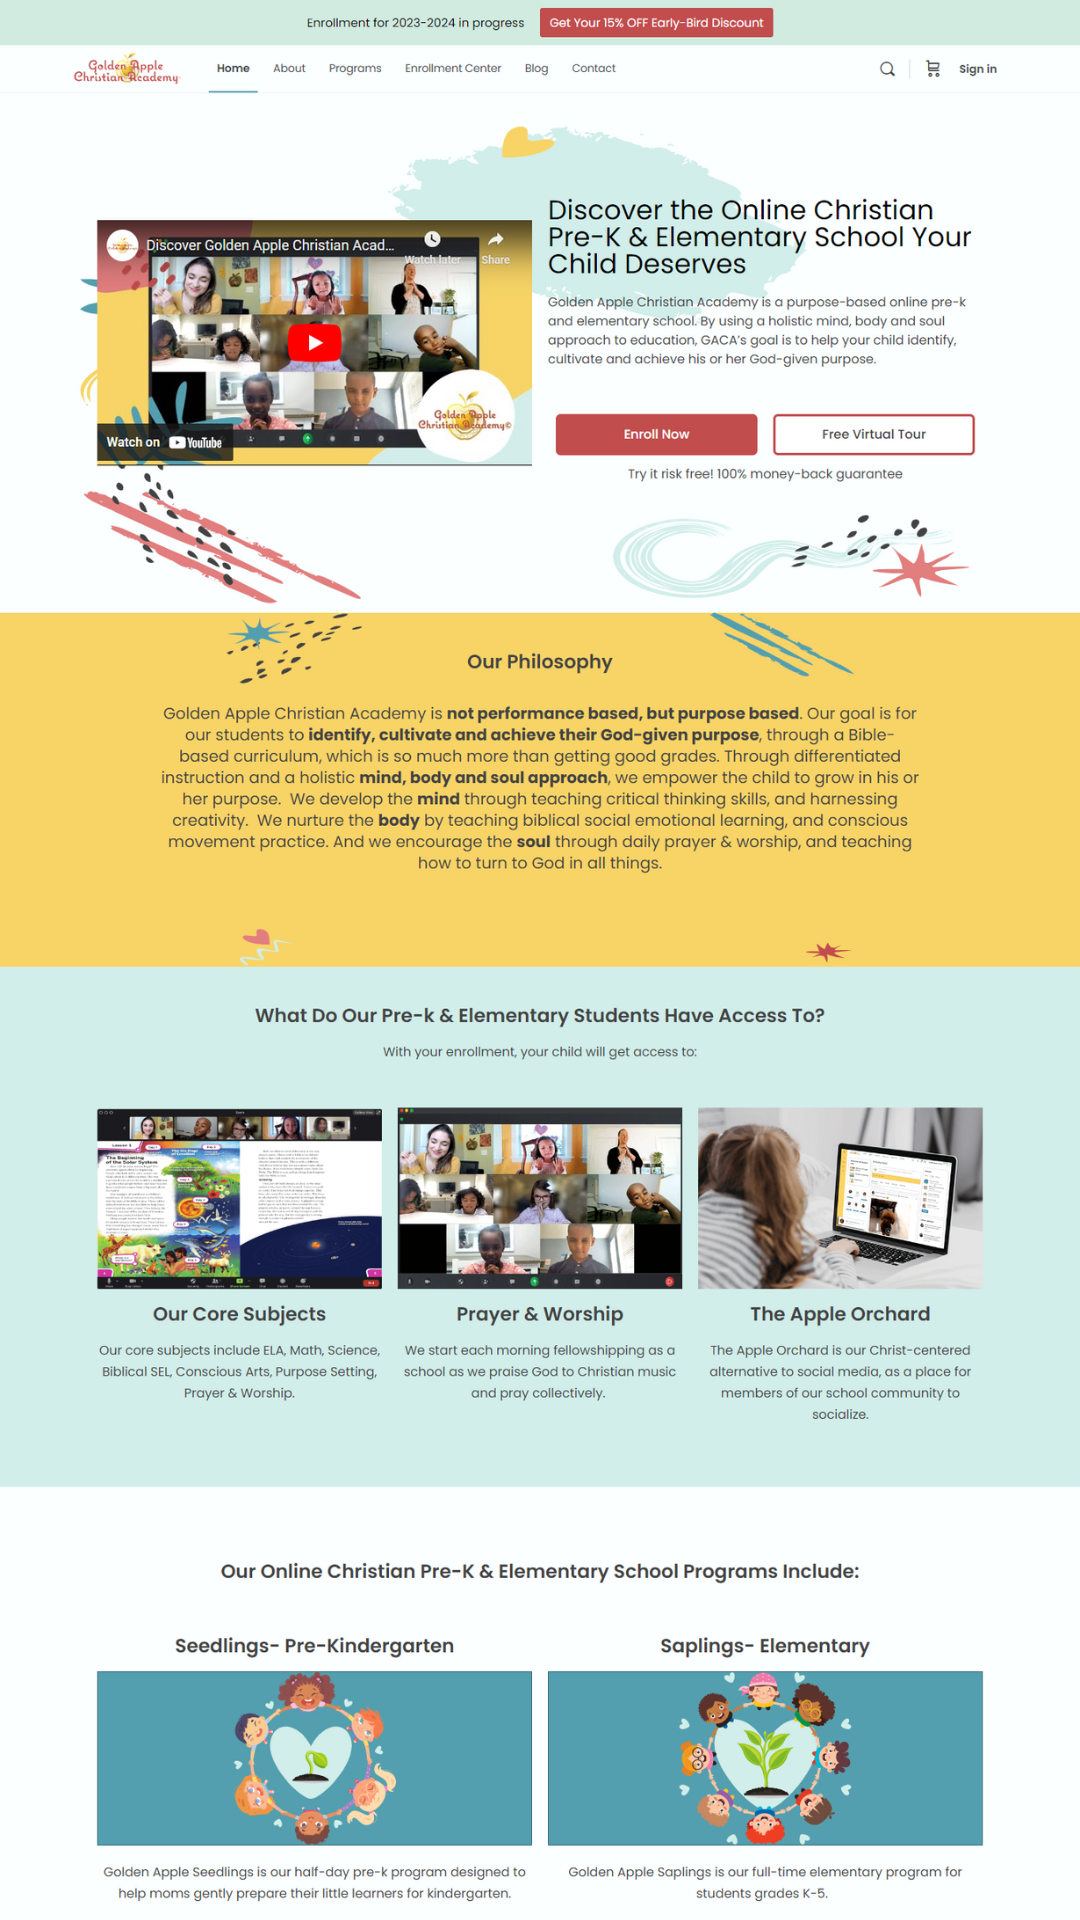 Enrollment for 2023-2024 in progress
Get Your 15% OFF Early-Bird Discount
Golden Apple
Christian Academy
Home
About
Programs
Enrollment Center
Blog
Contact
Sign in
Discover Golden Apple Christian Acad...
Watch later
Share
Golden Apple
Christian Academy©
Watch on YouTube
Discover the Online Christian
Pre-K & Elementary School Your
Child Deserves
Golden Apple Christian Academy is a purpose-based online pre-k
and elementary school. By using a holistic mind, body and soul
approach to education, GACA's goal is to help your child identify,
cultivate and achieve his or her God-given purpose.
Enroll Now
Free Virtual Tour
Try it risk free! 100% money-back guarantee
Our Philosophy
Golden Apple Christian Academy is not performance based, but purpose based. Our goal is for
our students to identify, cultivate and achieve their God-given purpose, through a Bible-
based curriculum, which is so much more than getting good grades. Through differentiated
instruction and a holistic mind, body and soul approach, we empower the child to grow in his or
her purpose. We develop the mind through teaching critical thinking skills, and harnessing
creativity. We nurture the body by teaching biblical social emotional learning, and conscious
movement practice. And we encourage the soul through daily prayer & worship, and teaching
how to turn to God in all things.
What Do Our Pre-k & Elementary Students Have Access To?
With your enrollment, your child will get access to:
Lesson 1
The Beginning
of the Solar System
Our Core Subjects
Our core subjects include ELA, Math, Science,
Biblical SEL, Conscious Arts, Purpose Setting,
Prayer & Worship.
Prayer & Worship
We start each morning fellowshipping as a
school as we praise God to Christian music
and pray collectively.
The Apple Orchard
The Apple Orchard is our Christ-centered
alternative to social media, as a place for
members of our school community to
socialize.
Our Online Christian Pre-K & Elementary School Programs Include:
Seedlings- Pre-Kindergarten
Golden Apple Seedlings is our half-day pre-k program designed to
help moms gently prepare their little learners for kindergarten.
Saplings- Elementary
Golden Apple Saplings is our full-time elementary program for
students grades K-5.